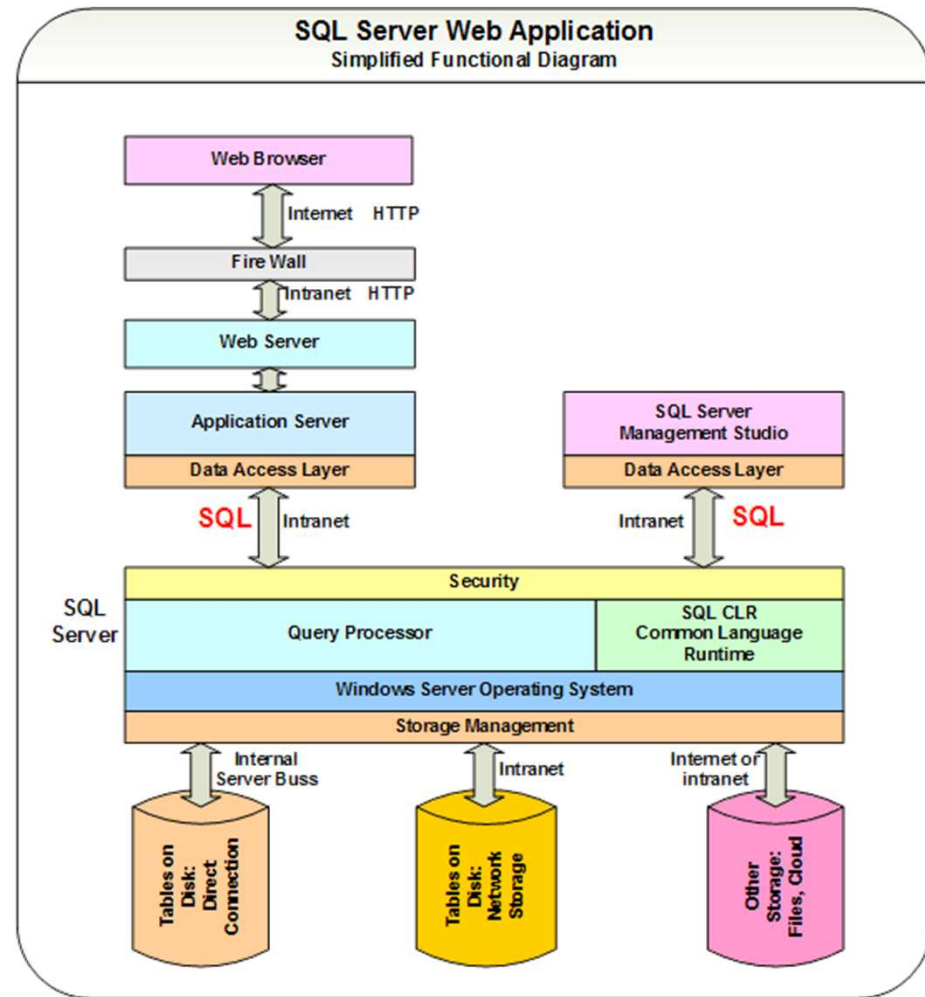 SQL Server Web Application
Simplified Functional Diagram
Web Browser
Internet HTTP
Fire Wall
Intranet HTTP
Web Server
Application Server
Data Access Layer
SQL Server
Management Studio
Data Access Layer
SQL
Intranet
Intranet
SQL
SQL
Server
Security
Query Processor
SQL CLR
Common Language
Runtime
Windows Server Operating System
Storage Management
Internal
Server Buss
Intranet
Internet or
intranet
Tables on
Disk:
Direct
Connection
Tables on
Disk:
Network
Storage
Other
Storage:
Files, Cloud